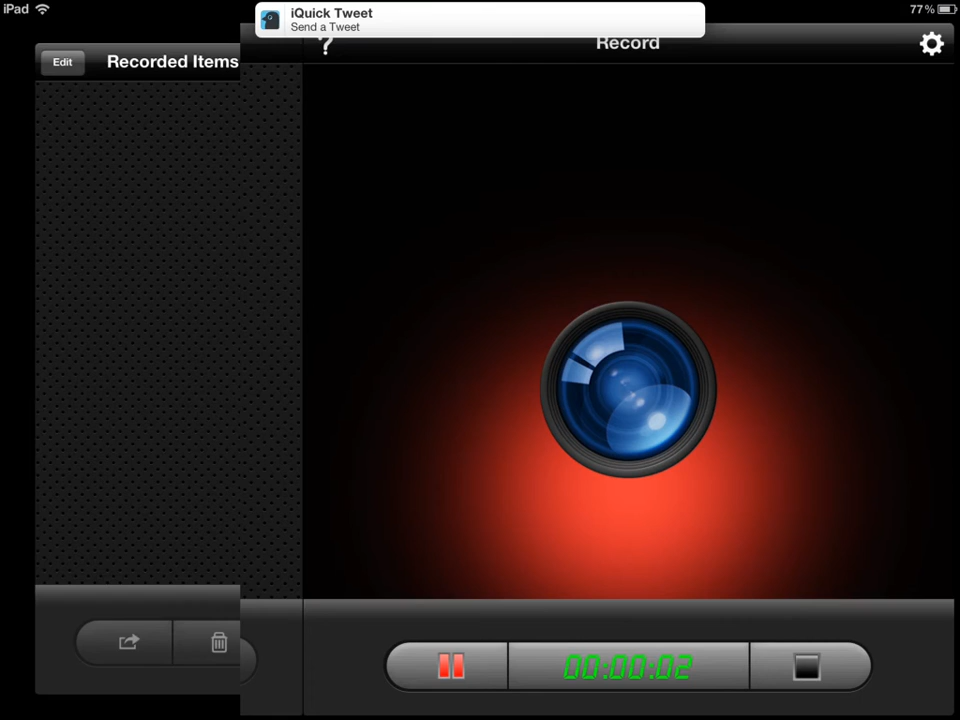 iPad
iQuick Tweet
Send a Tweet
77%
Edit
Recorded Items
?
Record
00:00:02